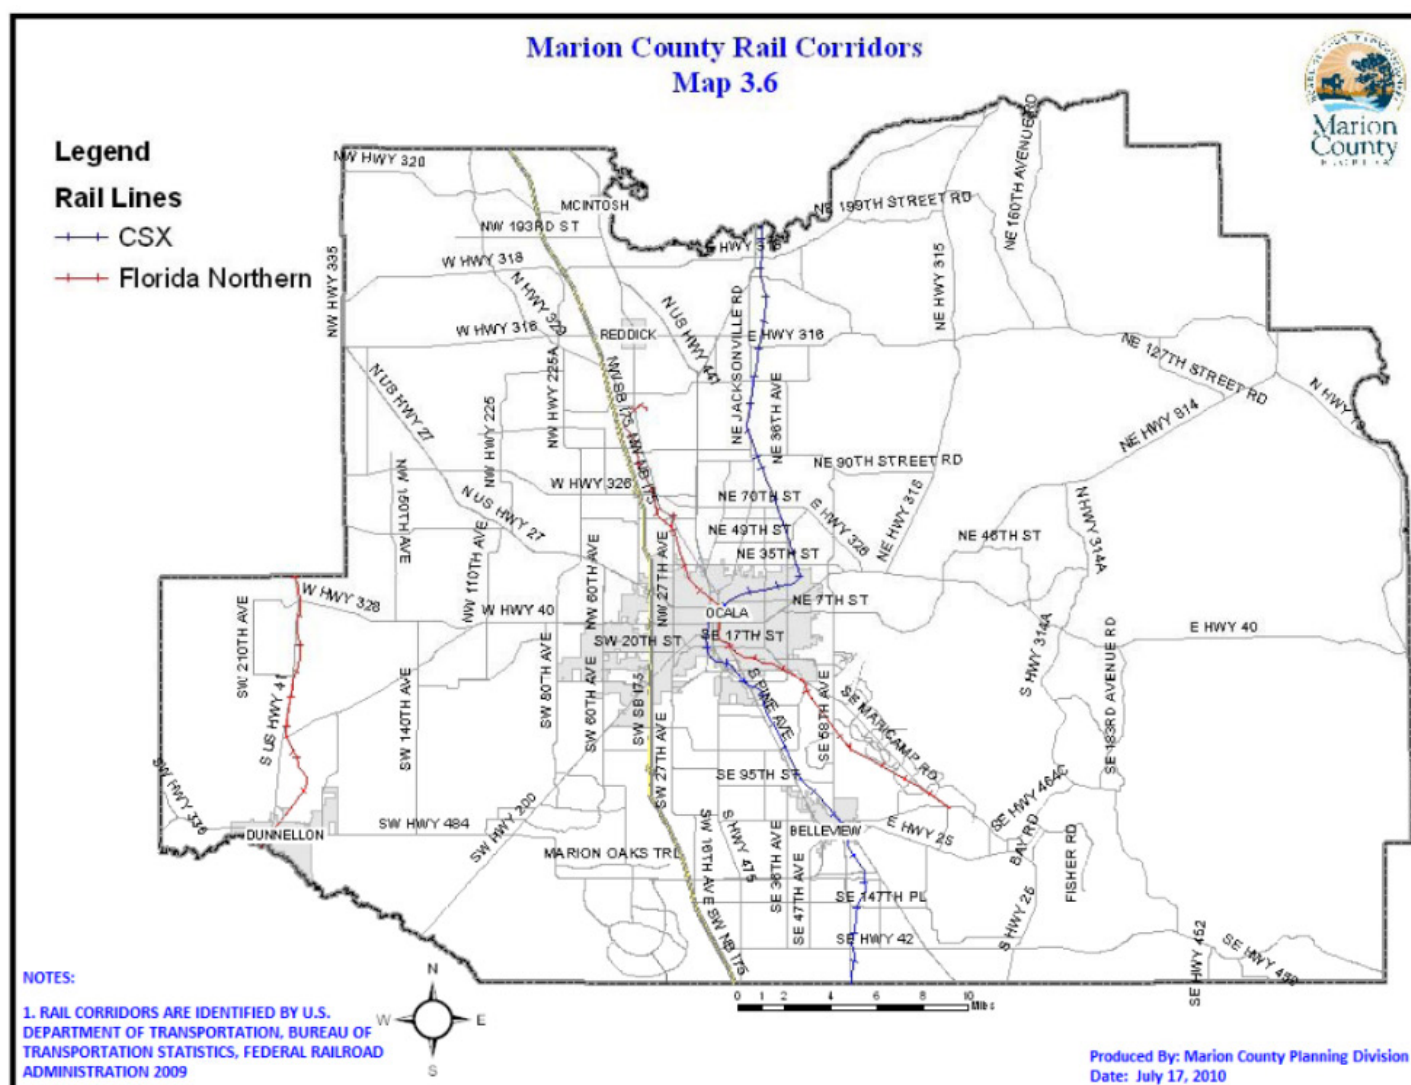 Marion County Rail Corridors
Map 3.6
Marion
County
FLORIDA
Legend
Rail Lines
CSX
Florida Northern
NW HWY 320
MCINTOSH
NW 193RD ST
W HWY 318
NW HWY 335
N HWY 329
W HWY 316
REDDICK
N US HWY 441
NE JACKSONVILLE RD
E HWY 316
NE 199TH STREET RD
NE 160TH AVENUE RD
NE HWY 315
NE 127TH STREET RD
N HWY 19
NE HWY 314
N US HWY 27
NW HWY 225A
NW HWY 225
NW SB I75
NW NB I75
NE 36TH AVE
NE 90TH STREET RD
W HWY 326
NE 70TH ST
E HWY 326
NE HWY 315
NW 150TH AVE
N US HWY 27
NE 49TH ST
NE 35TH ST
NE 46TH ST
N HWY 314A
NW 110TH AVE
NW 60TH AVE
NW 27TH AVE
W HWY 328
W HWY 40
OCALA
NE 7TH ST
SW 20TH ST
SE 17TH ST
E HWY 40
SW 210TH AVE
S US HWY 41
SW 140TH AVE
SW 80TH AVE
SW 60TH AVE
SW SB I75
SW 27TH AVE
S PINE AVE
SE 58TH AVE
SE MARICAMP RD
S HWY 314A
SE 183RD AVENUE RD
SE 95TH ST
SW HWY 336
DUNNELLON
SW HWY 484
SW HWY 200
MARION OAKS TRL
SW 16TH AVE
S HWY 475
SE 36TH AVE
SE 47TH AVE
BELLEVIEW
E HWY 25
SE HWY 464C
BAY RD
FISHER RD
SE 147TH PL
S HWY 25
SE HWY 42
SW NB I75
SE HWY 452
NOTES:
1. RAIL CORRIDORS ARE IDENTIFIED BY U.S.
DEPARTMENT OF TRANSPORTATION, BUREAU OF
TRANSPORTATION STATISTICS, FEDERAL RAILROAD
ADMINISTRATION 2009
N
W E
S
0 1 2 4 6 8 10
Miles
Produced By: Marion County Planning Division
Date: July 17, 2010